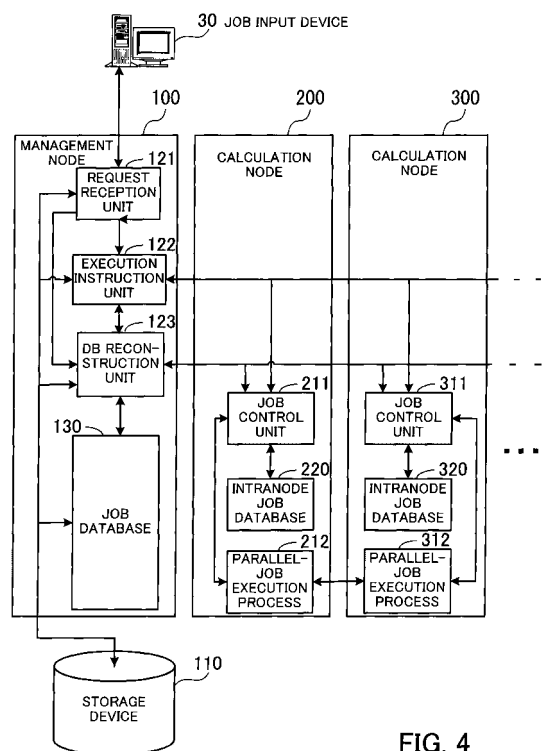 30 JOB INPUT DEVICE
100
200
300
MANAGEMENT NODE
CALCULATION NODE
CALCULATION NODE
121
REQUEST
RECEPTION
UNIT
122
EXECUTION
INSTRUCTION
UNIT
123
DB RECON-
STRUCTION
UNIT
211
JOB
CONTROL
UNIT
311
JOB
CONTROL
UNIT
130
JOB
DATABASE
220
INTRANODE JOB
DATABASE
320
INTRANODE JOB
DATABASE
212
PARALLEL-
JOB
EXECUTION
PROCESS
312
PARALLEL-
JOB
EXECUTION
PROCESS
110
STORAGE
DEVICE
FIG. 4